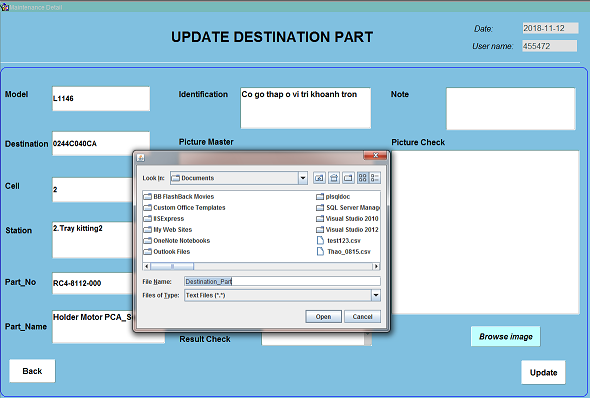 Maintenance Detail
UPDATE DESTINATION PART
Date: 2018-11-12
User name: 455472
Model L1146
Identification Co go thap o vi tri khoanh tron
Note
Destination 0244C040CA
Picture Master
Picture Check
Cell 2
Station 2.Tray kitting2
Part_No RC4-8112-000
Part_Name Holder Motor PCA_S
Look In: Documents
BB FlashBack Movies
Custom Office Templates
IISExpress
My Web Sites
OneNote Notebooks
Outlook Files
plsqldoc
SQL Server Manag
Visual Studio 2010
Visual Studio 2012
test123.csv
Thao_0815.csv
File Name: Destination_Part
Files of Type: Text Files (*.*)
Open Cancel
Result Check
Browse image
Back
Update